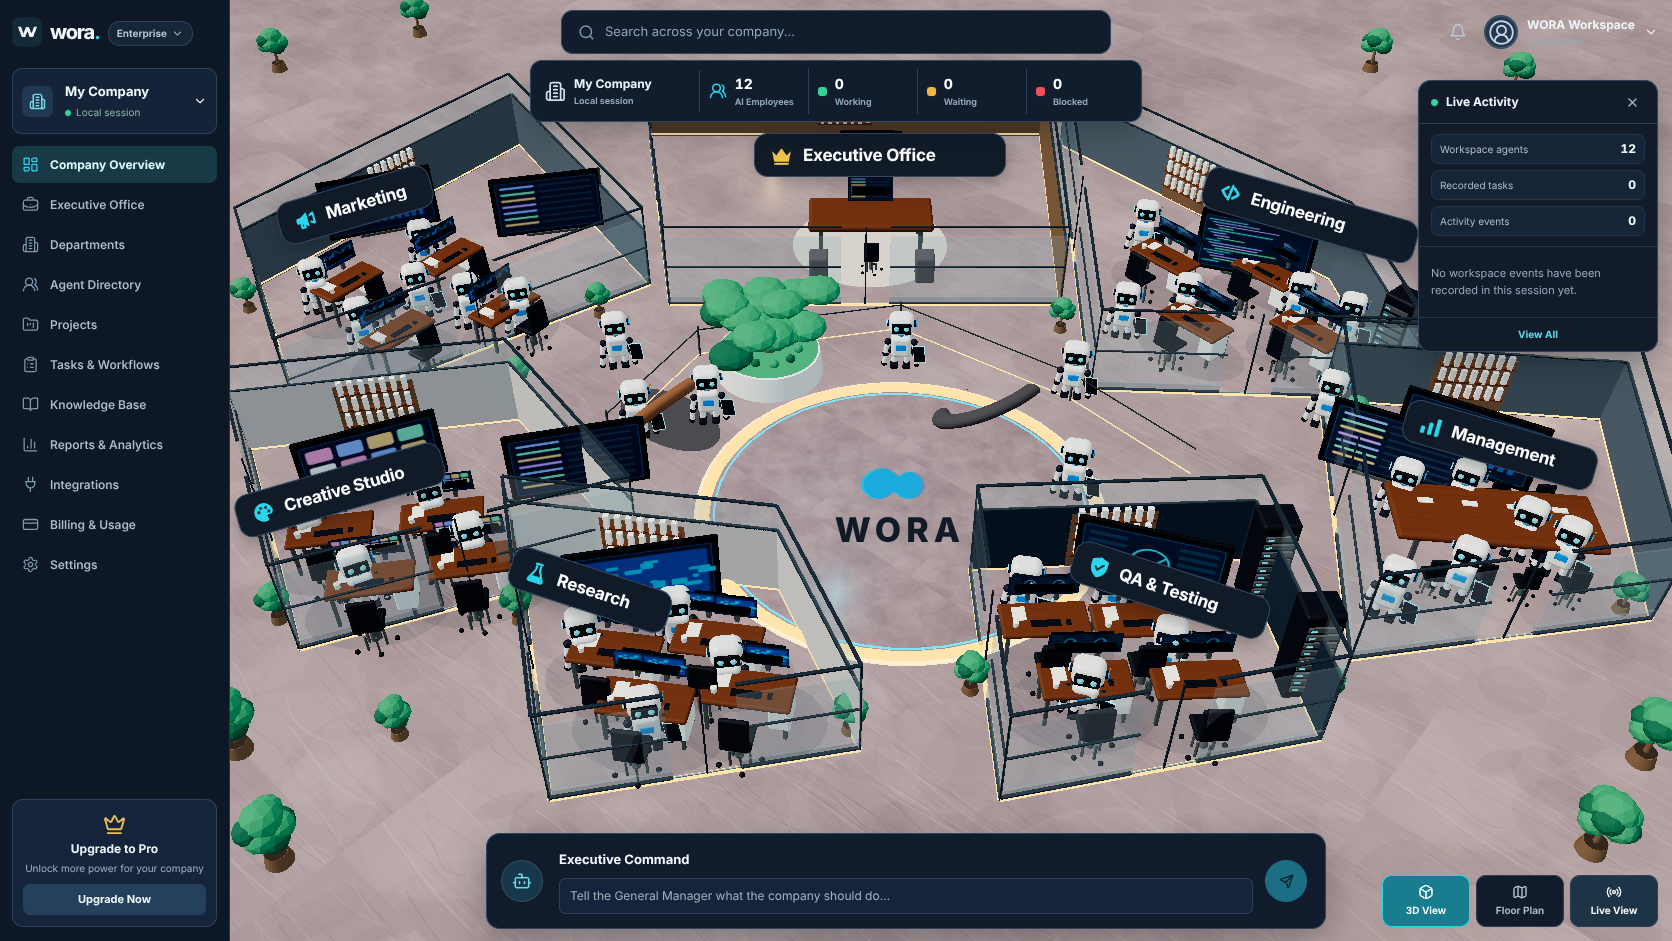 W wora.
Enterprise
My Company
Local session
Company Overview
Executive Office
Departments
Agent Directory
Projects
Tasks & Workflows
Knowledge Base
Reports & Analytics
Integrations
Billing & Usage
Settings
Upgrade to Pro
Unlock more power for your company
Upgrade Now
Search across your company...
My Company
Local session
12
AI Employees
0
Working
0
Waiting
0
Blocked
WORA Workspace
Live Activity
Workspace agents 12
Recorded tasks 0
Activity events 0
No workspace events have been
recorded in this session yet.
View All
Executive Office
Marketing
Engineering
Creative Studio
Management
Research
QA & Testing
WORA
Executive Command
Tell the General Manager what the company should do...
3D View
Floor Plan
Live View